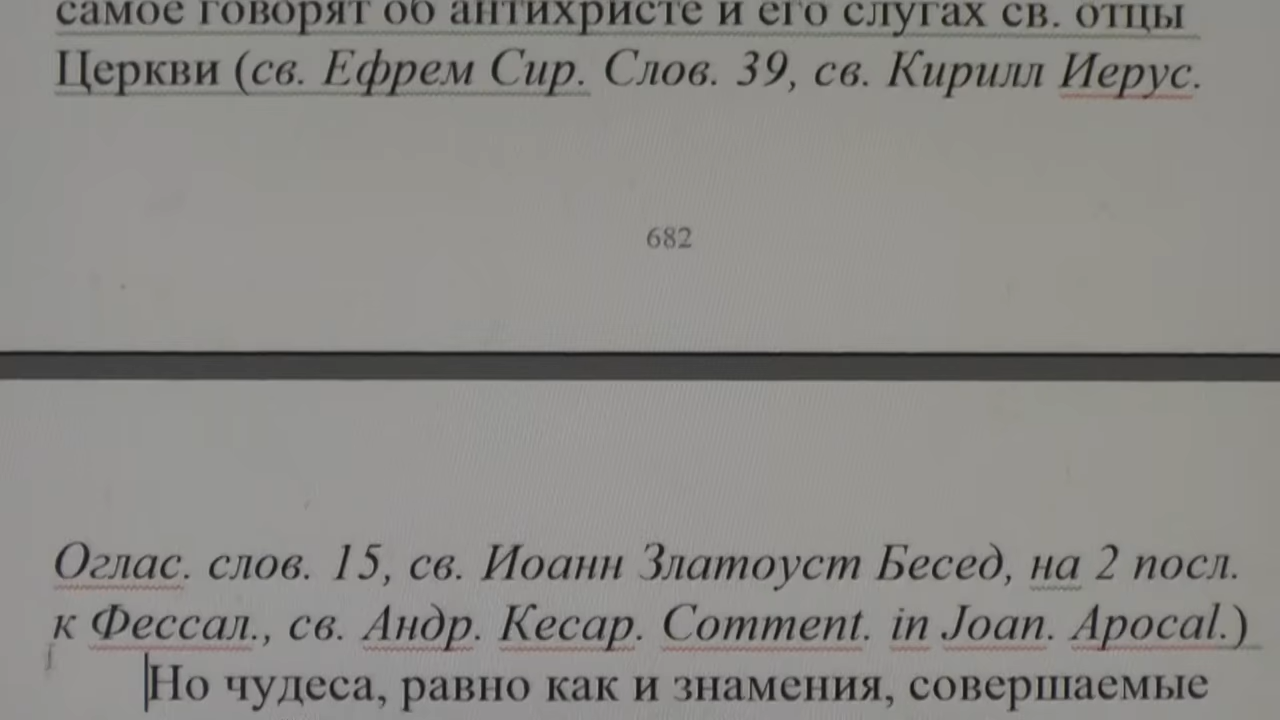 самое говорят об антихристе и его слугах св. отцы
Церкви (св. Ефрем Сир. Слов. 39, св. Кирилл Иерус.
682
Оглас. слов. 15, св. Иоанн Златоуст Бесед, на 2 посл.
к Фессал., св. Андр. Кесар. Comment. in Joan. Apocal.)
Но чудеса, равно как и знамения, совершаемые